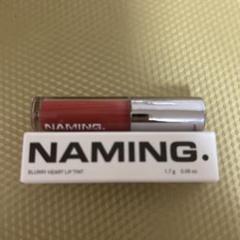 NAMING.
NAMING.
BLURRY HEART LIP TINT 1.7 g 0.06 oz